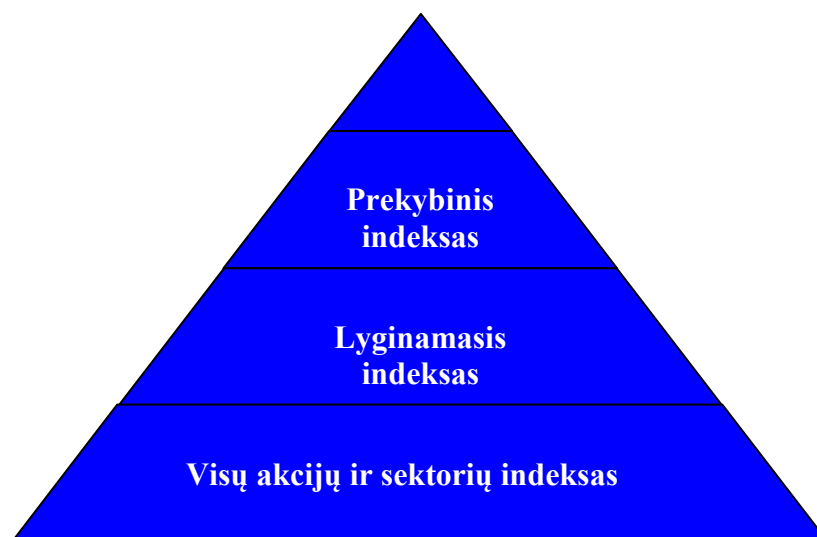 Prekybinis
indeksas
Lyginamasis
indeksas
Visų akcijų ir sektorių indeksas